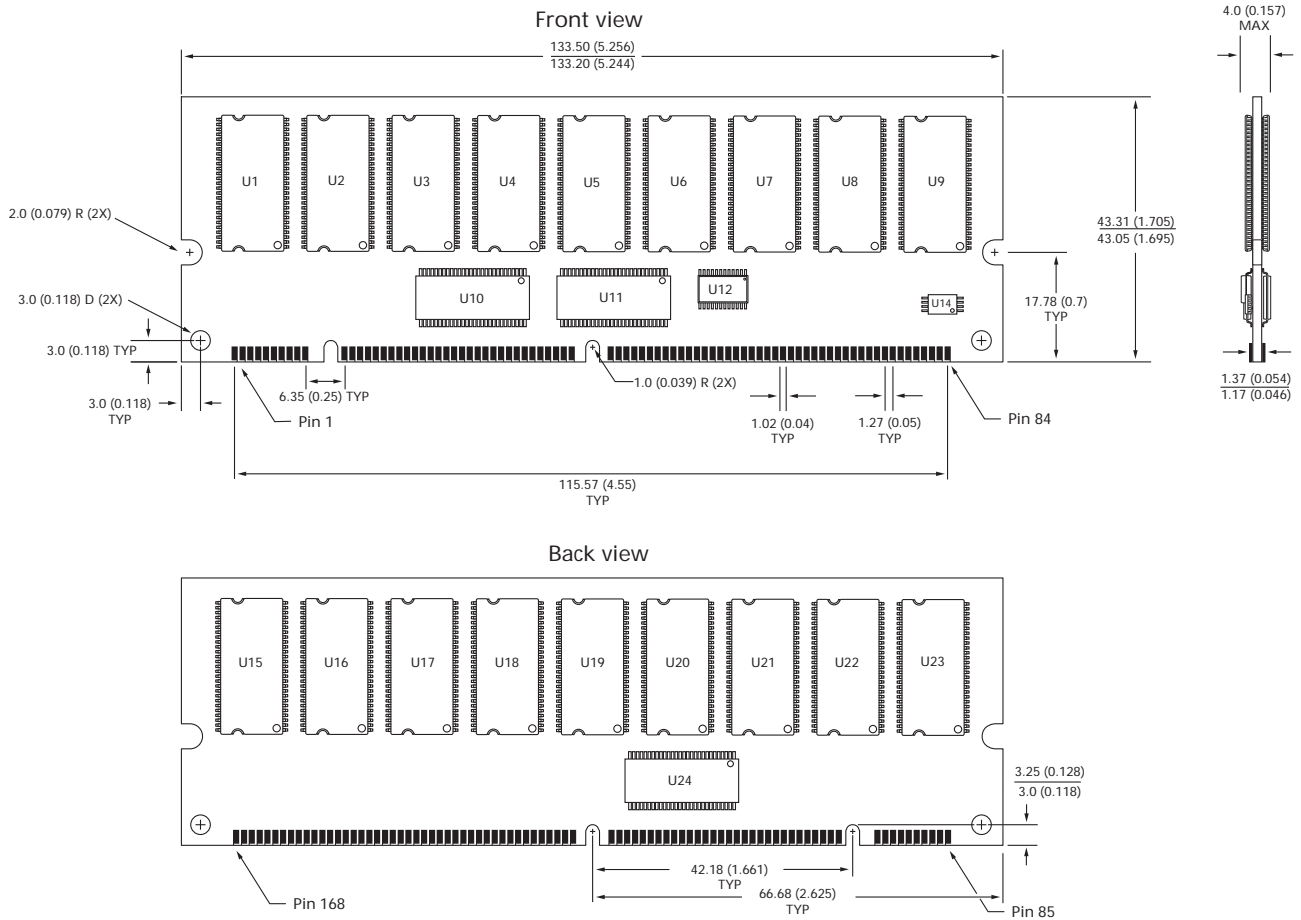 Front view
133.50 (5.256)
133.20 (5.244)
4.0 (0.157)
MAX
U1
U2
U3
U4
U5
U6
U7
U8
U9
2.0 (0.079) R (2X)
43.31 (1.705)
43.05 (1.695)
U10
U11
U12
U14
3.0 (0.118) D (2X)
17.78 (0.7)
TYP
3.0 (0.118) TYP
6.35 (0.25) TYP
1.0 (0.039) R (2X)
1.37 (0.054)
1.17 (0.046)
3.0 (0.118)
TYP
Pin 1
1.02 (0.04)
TYP
1.27 (0.05)
TYP
Pin 84
115.57 (4.55)
TYP
Back view
U15
U16
U17
U18
U19
U20
U21
U22
U23
U24
3.25 (0.128)
3.0 (0.118)
42.18 (1.661)
TYP
66.68 (2.625)
TYP
Pin 168
Pin 85